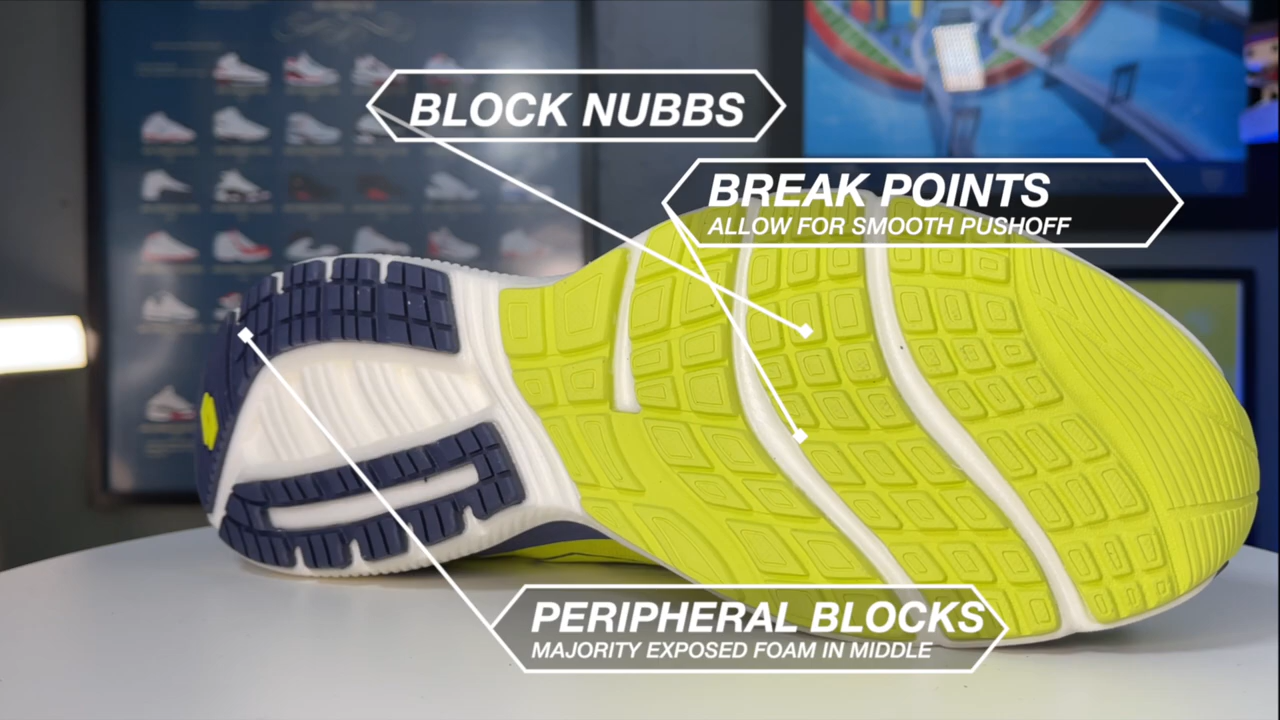 BLOCK NUBBS
BREAK POINTS
ALLOW FOR SMOOTH PUSHOFF
PERIPHERAL BLOCKS
MAJORITY EXPOSED FOAM IN MIDDLE